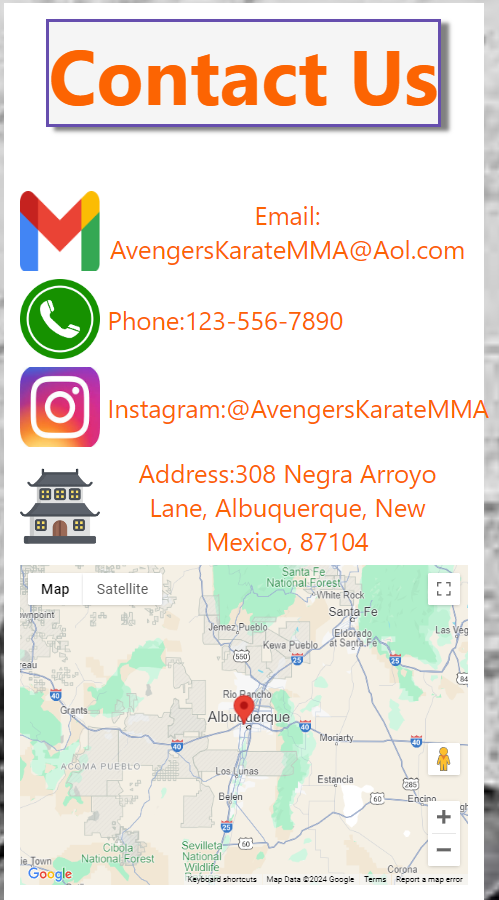 Contact Us
Email:
AvengersKarateMMA@Aol.com
Phone:123-556-7890
Instagram:@AvengersKarateMMA
Address:308 Negra Arroyo
Lane, Albuquerque, New
Mexico, 87104
Map
Satellite
Santa Fe
National Forest
White Rock
Santa Fe
Jemez Pueblo
Eldorado
at Santa Fe
Las Veg
Kewa Pueblo
550
25
84
Rio Rancho
40
Grants
Albuquerque
40
Moriarty
40
ACOMA PUEBLO
Los Lunas
Estancia
285
Belen
60
Encino
25
Cibola
National Forest
Sevilleta
National
Wildlife
60
Corona
ie Town
Google
Keyboard shortcuts
Map Data ©2024 Google
Terms
Report a map error